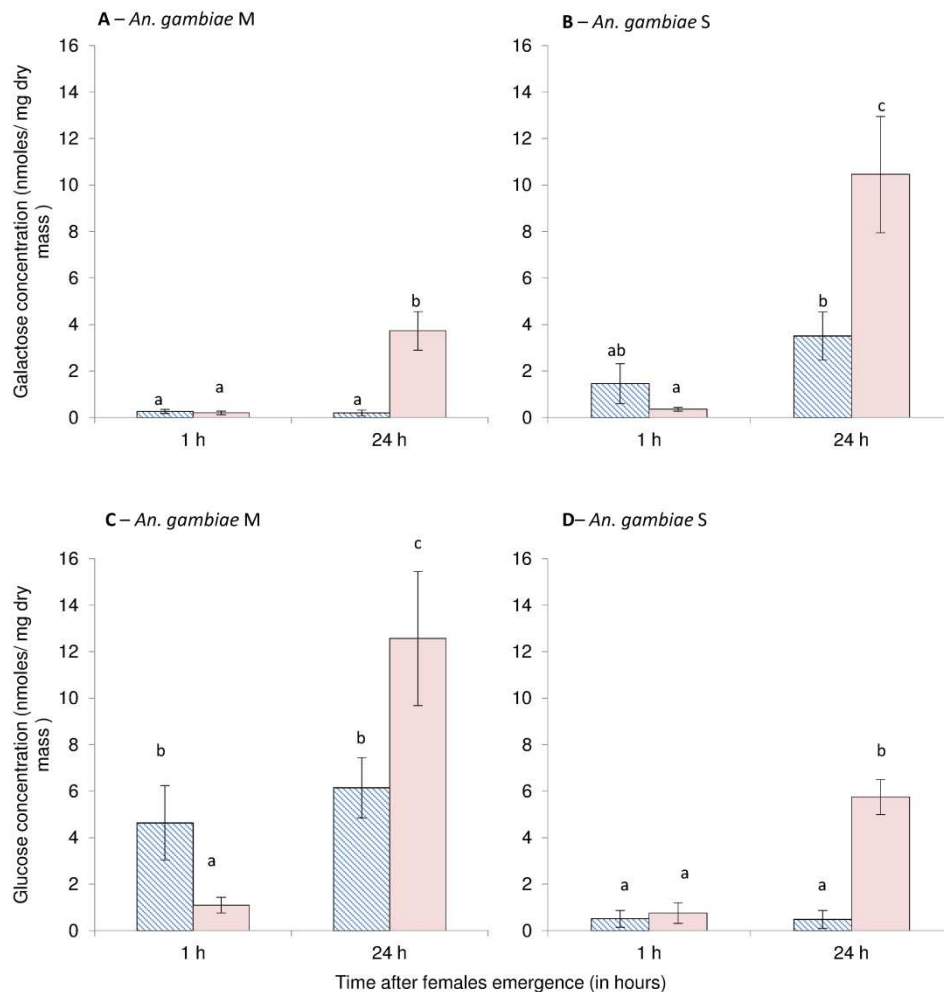 A – An. gambiae M
B – An. gambiae S
Galactose concentration (nmoles/ mg dry
mass )
16
14
12
10
8
6
4
2
0
a
a
a
b
1 h
24 h
16
14
12
10
8
6
4
2
0
ab
a
b
c
1 h
24 h
C – An. gambiae M
D– An. gambiae S
Glucose concentration (nmoles/ mg dry
mass )
16
14
12
10
8
6
4
2
0
b
a
b
c
1 h
24 h
16
14
12
10
8
6
4
2
0
a
a
a
b
1 h
24 h
Time after females emergence (in hours)